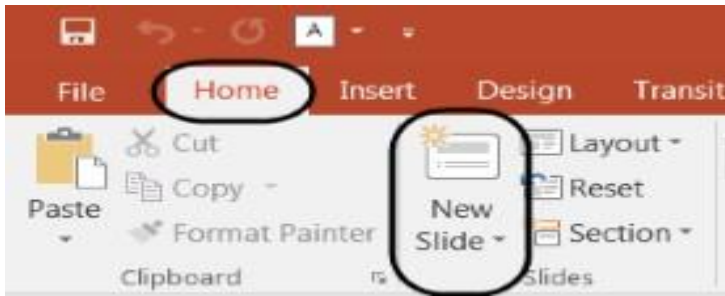 A
File Home Insert Design Transit
Cut
Copy
Format Painter
Paste
Clipboard
New
Slide
Layout
Reset
Section
Slides